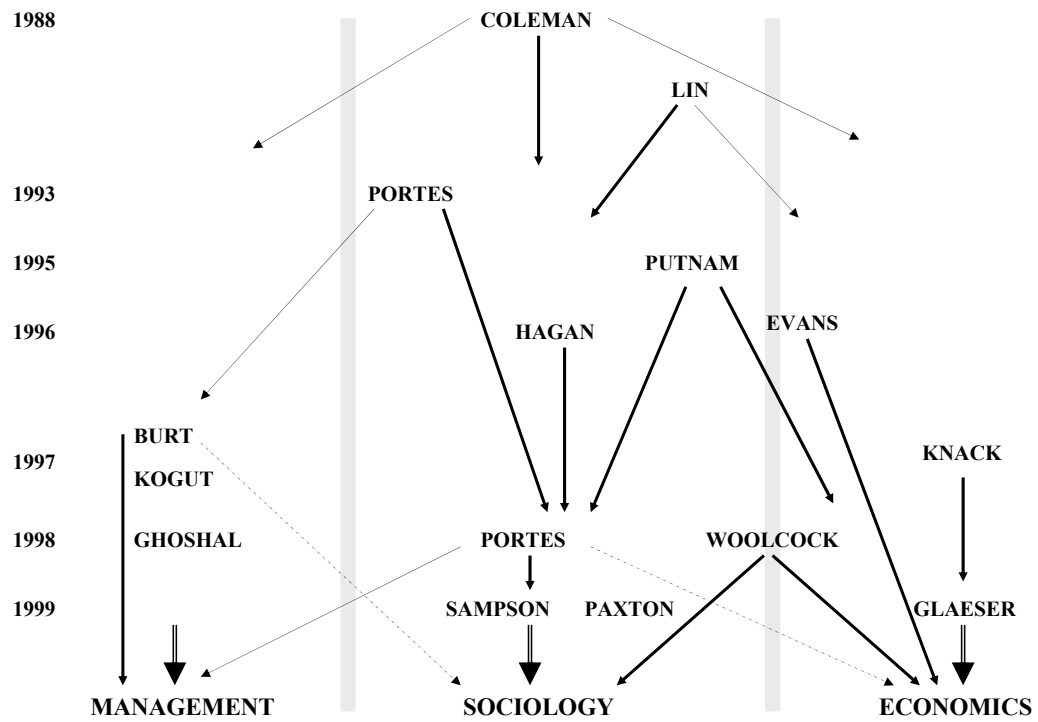 1988 COLEMAN
LIN
1993 PORTES
1995 PUTNAM
EVANS
1996 HAGAN
BURT
1997 KNACK
KOGUT
1998 GHOSHAL PORTES WOOLCOCK
1999 SAMPSON PAXTON GLAESER
MANAGEMENT SOCIOLOGY ECONOMICS